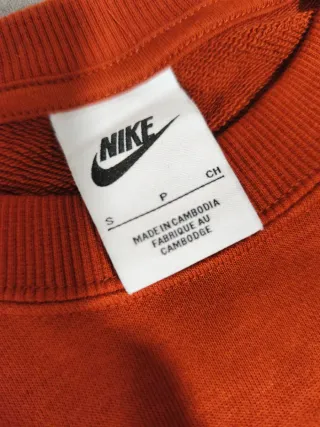 NIKE
S P CH
MADE IN CAMBODIA
FABRIQUE AU
CAMBODGE